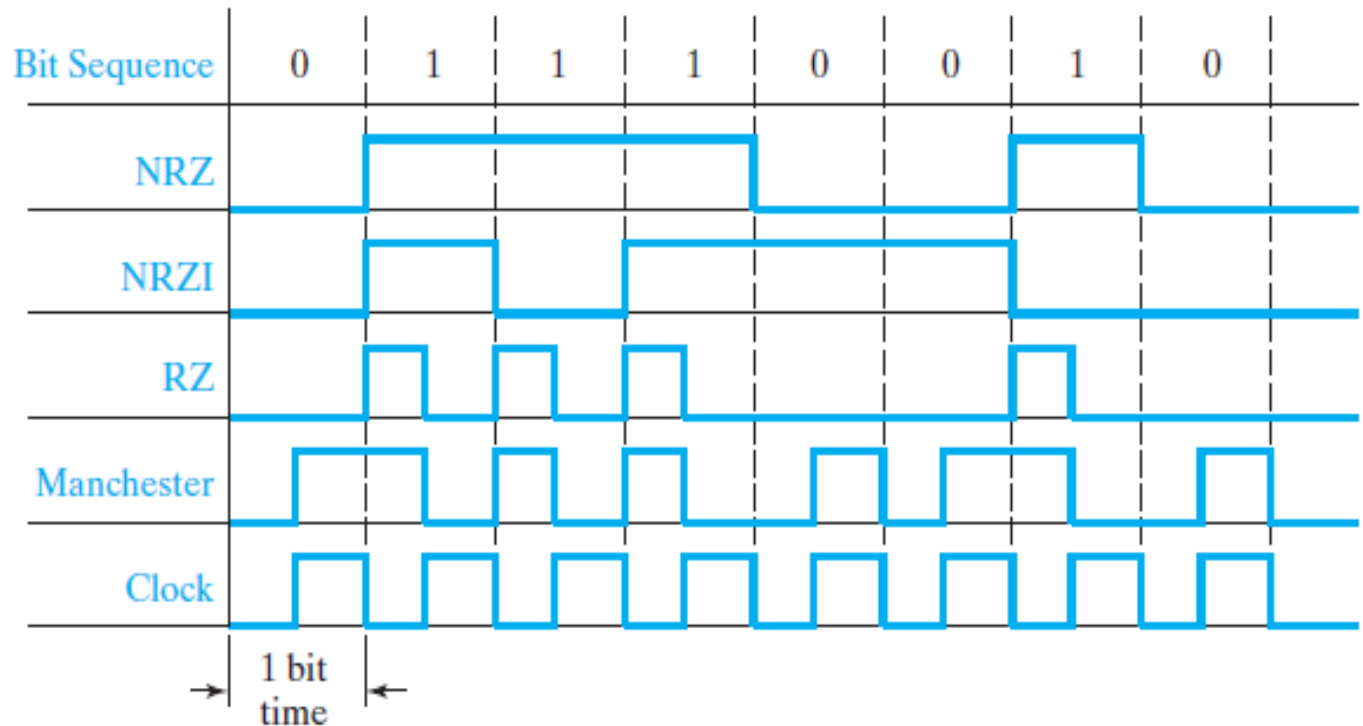 Bit Sequence 0 1 1 1 0 0 1 0
NRZ
NRZI
RZ
Manchester
Clock
1 bit
time